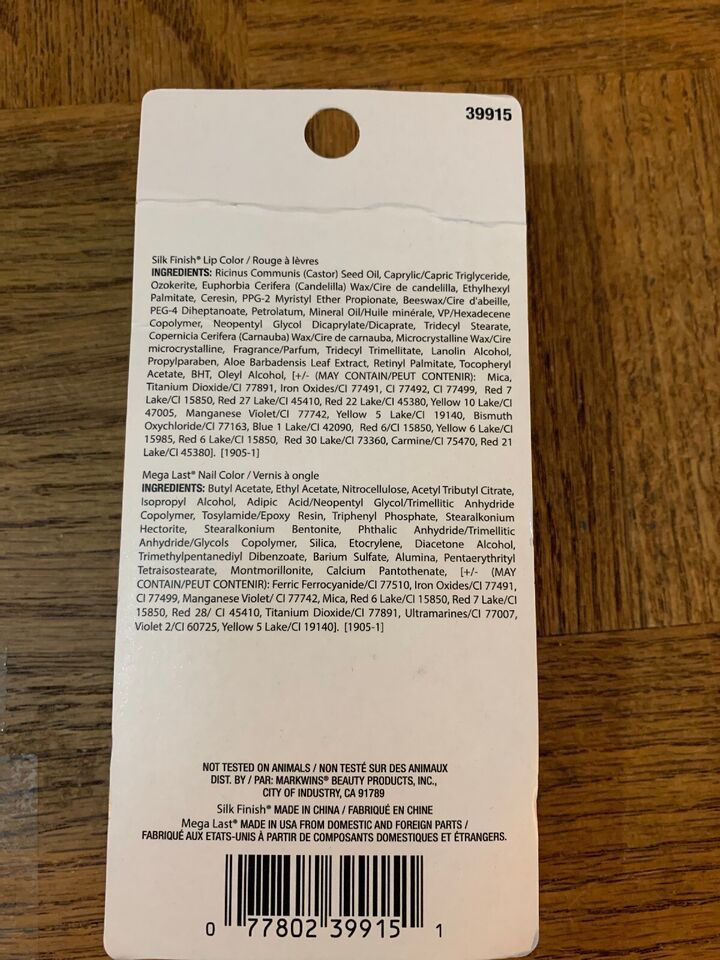 39915
Silk Finish® Lip Color / Rouge à lèvres
INGREDIENTS: Ricinus Communis (Castor) Seed Oil, Caprylic/Capric Triglyceride,
Ozokerite, Euphorbia Cerifera (Candelilla) Wax/Cire de candelilla, Ethylhexyl
Palmitate, Ceresin, PPG-2 Myristyl Ether Propionate, Beeswax/Cire d'abeille,
PEG-4 Diheptanoate, Petrolatum, Mineral Oil/Huile minérale, VP/Hexadecene
Copolymer, Neopentyl Glycol Dicaprylate/Dicaprate, Tridecyl Stearate,
Copernicia Cerifera (Carnauba) Wax/Cire de carnauba, Microcrystalline Wax/Cire
microcrystalline, Fragrance/Parfum, Tridecyl Trimellitate, Lanolin Alcohol,
Propylparaben, Aloe Barbadensis Leaf Extract, Retinyl Palmitate, Tocopheryl
Acetate, BHT, Oleyl Alcohol, [+/- (MAY CONTAIN/PEUT CONTENIR): Mica,
Titanium Dioxide/CI 77891, Iron Oxides/CI 77491, CI 77492, CI 77499, Red 7
Lake/CI 15850, Red 27 Lake/CI 45410, Red 22 Lake/CI 45380, Yellow 10 Lake/CI
47005, Manganese Violet/CI 77742, Yellow 5 Lake/CI 19140, Bismuth
Oxychloride/CI 77163, Blue 1 Lake/CI 42090, Red 6/CI 15850, Yellow 6 Lake/CI
15985, Red 6 Lake/CI 15850, Red 30 Lake/CI 73360, Carmine/CI 75470, Red 21
Lake/CI 45380]. [1905-1]
Mega Last® Nail Color / Vernis à ongle
INGREDIENTS: Butyl Acetate, Ethyl Acetate, Nitrocellulose, Acetyl Tributyl Citrate,
Isopropyl Alcohol, Adipic Acid/Neopentyl Glycol/Trimellitic Anhydride
Copolymer, Tosylamide/Epoxy Resin, Triphenyl Phosphate, Stearalkonium
Hectorite, Stearalkonium Bentonite, Phthalic Anhydride/Trimellitic
Anhydride/Glycols Copolymer, Silica, Etocrylene, Diacetone Alcohol,
Trimethylpentanediyl Dibenzoate, Barium Sulfate, Alumina, Pentaerythrityl
Tetraisostearate, Montmorillonite, Calcium Pantothenate, [+/- (MAY
CONTAIN/PEUT CONTENIR): Ferric Ferrocyanide/CI 77510, Iron Oxides/CI 77491,
CI 77499, Manganese Violet/ CI 77742, Mica, Red 6 Lake/CI 15850, Red 7 Lake/CI
15850, Red 28/ CI 45410, Titanium Dioxide/CI 77891, Ultramarines/CI 77007,
Violet 2/CI 60725, Yellow 5 Lake/CI 19140]. [1905-1]
NOT TESTED ON ANIMALS / NON TESTÉ SUR DES ANIMAUX
DIST. BY / PAR: MARKWINS® BEAUTY PRODUCTS, INC.,
CITY OF INDUSTRY, CA 91789
Silk Finish® MADE IN CHINA / FABRIQUÉ EN CHINE
Mega Last® MADE IN USA FROM DOMESTIC AND FOREIGN PARTS /
FABRIQUÉ AUX ETATS-UNIS À PARTIR DE COMPOSANTS DOMESTIQUES ET ÉTRANGERS.
0 77802 39915 1